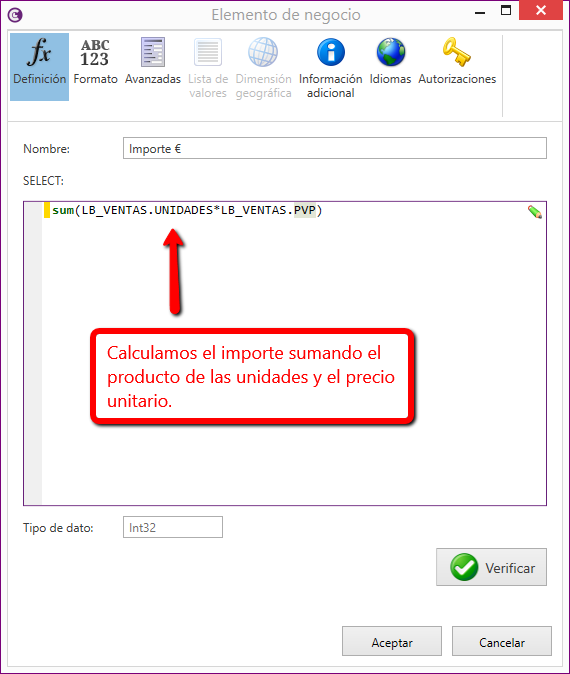 Elemento de negocio
fx
ABC
123
Definición
Formato
Avanzadas
Lista de
valores
Dimensión
geográfica
Información
adicional
Idiomas
Autorizaciones
Nombre:
Importe €
SELECT:
sum(LB_VENTAS.UNIDADES*LB_VENTAS.PVP)
Calculamos el importe sumando el
producto de las unidades y el precio
unitario.
Tipo de dato:
Int32
Verificar
Aceptar
Cancelar